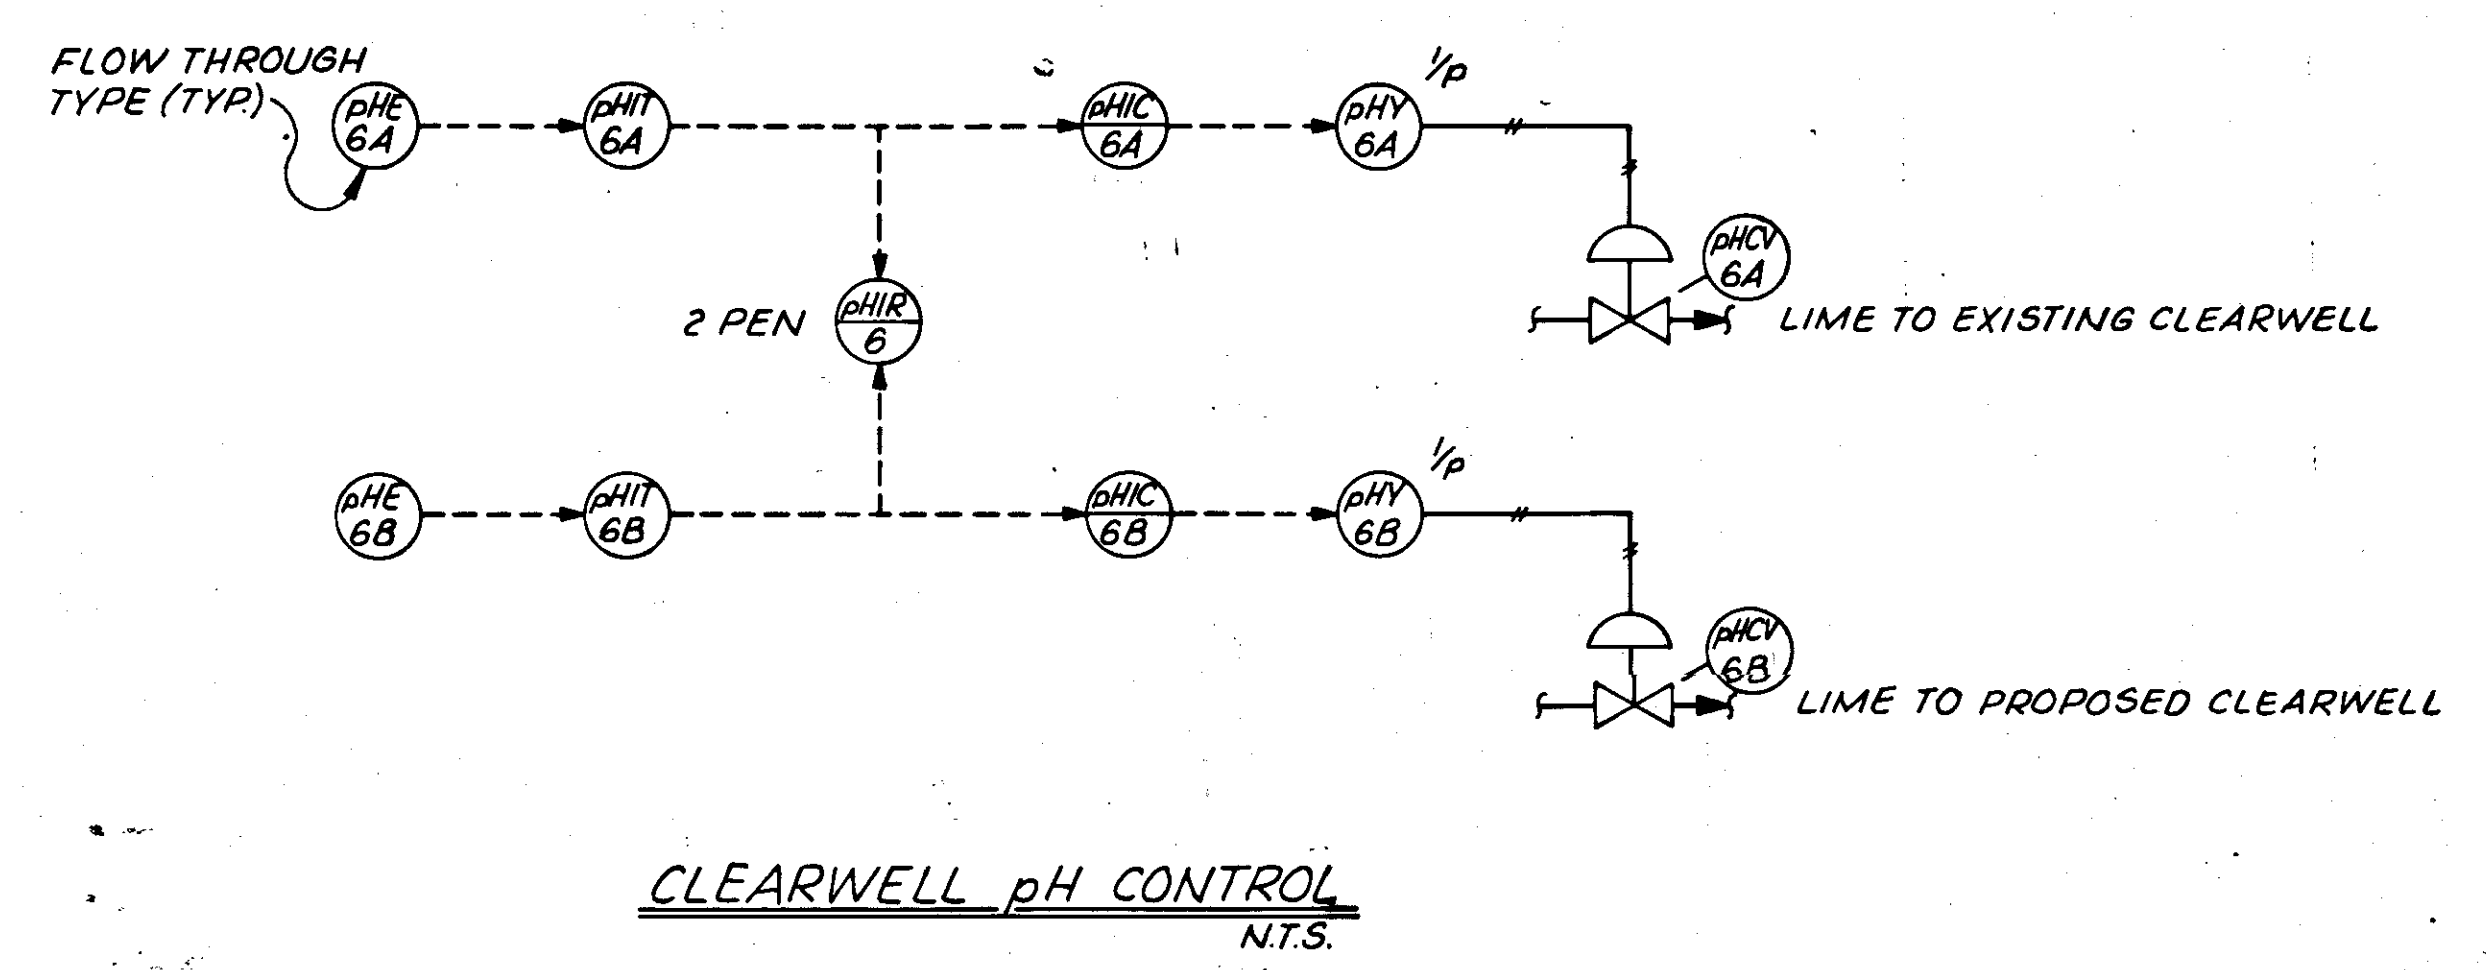 FLOW THROUGH
TYPE (TYP.)
pHE
6A
pHIT
6A
pHIC
6A
pHY
6A
1/p
pHCV
6A
LIME TO EXISTING CLEARWELL
2 PEN
pHIR
6
pHE
6B
pHIT
6B
pHIC
6B
pHY
6B
1/p
pHCV
6B
LIME TO PROPOSED CLEARWELL
CLEARWELL pH CONTROL
N.T.S.